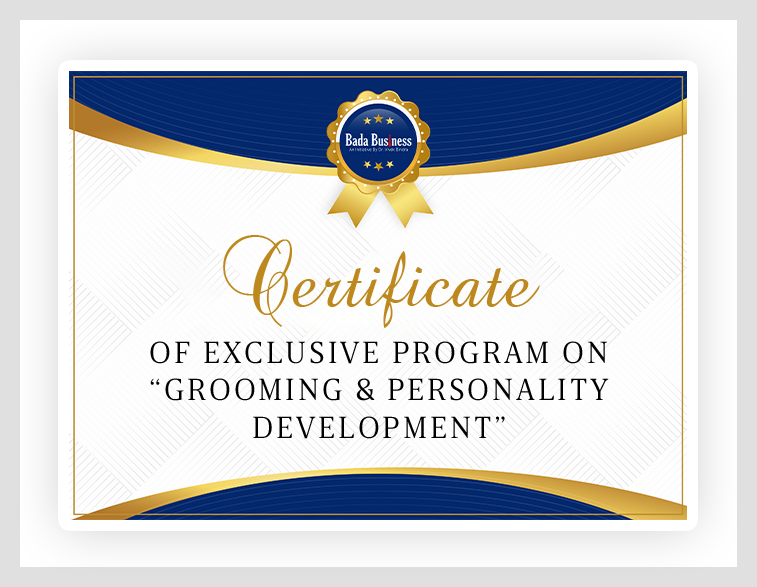 Bada Business
An Initiative By Dr. Vivek Bindra
Certificate
OF EXCLUSIVE PROGRAM ON
“GROOMING & PERSONALITY
DEVELOPMENT”